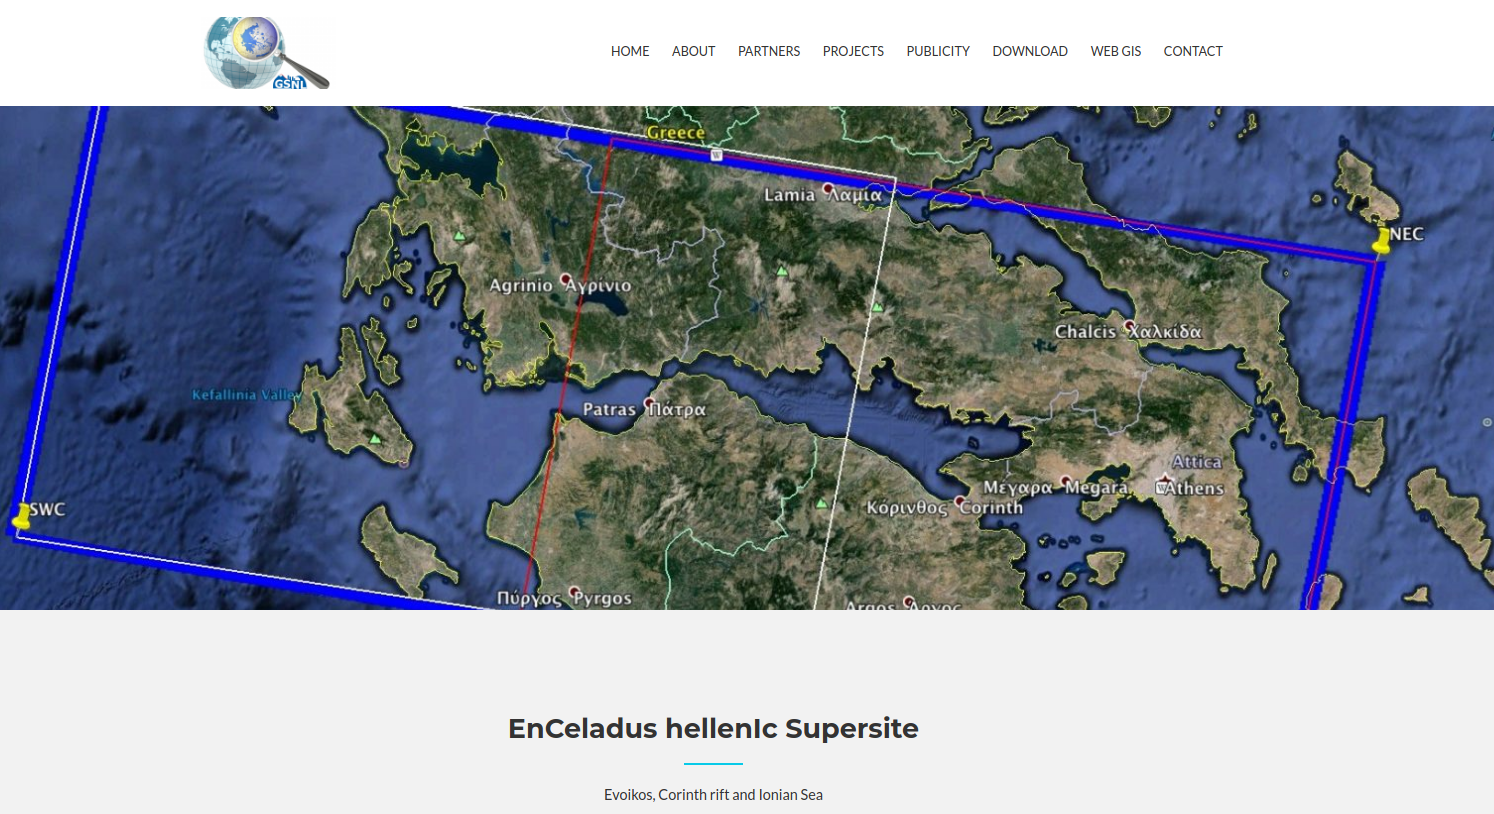 GSNL
HOME ABOUT PARTNERS PROJECTS PUBLICITY DOWNLOAD WEB GIS CONTACT
Greece
Lamia Λαμία
NEC
Agrinio Αγρίνιο
Chalcis Χαλκίδα
Kefallinia Valley
Patras Πάτρα
Attica
Μέγαρα Megara
Athens
Κόρινθος Corinth
SWC
Πύργος Pyrgos
Argos Άργος
EnCeladus hellenIc Supersite
Evoikos, Corinth rift and Ionian Sea